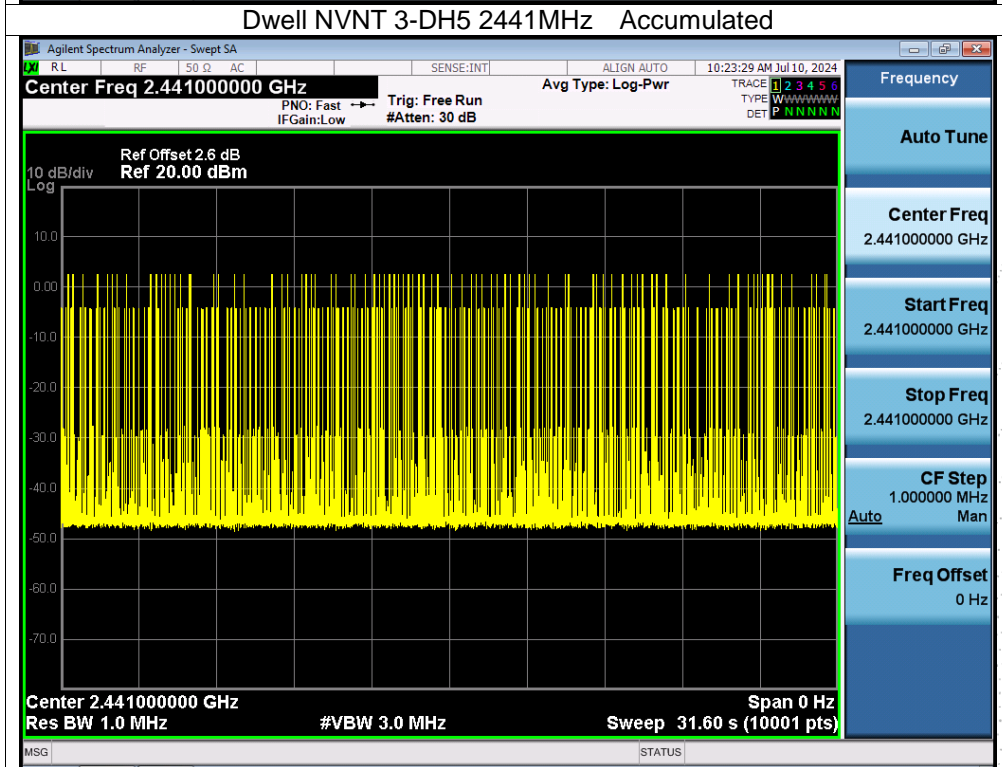 Dwell NVNT 3-DH5 2441MHz Accumulated
Agilent Spectrum Analyzer - Swept SA
LXI RL RF 50 Ω AC SENSE:INT ALIGN AUTO 10:23:29 AM Jul 10, 2024
Center Freq 2.441000000 GHz
PNO: Fast
IFGain:Low
Trig: Free Run
#Atten: 30 dB
Avg Type: Log-Pwr
TRACE 1 2 3 4 5 6
TYPE WWWWWW
DET P N N N N N
Ref Offset 2.6 dB
10 dB/div Ref 20.00 dBm
Log
10.0
0.00
-10.0
-20.0
-30.0
-40.0
-50.0
-60.0
-70.0
Center 2.441000000 GHz Span 0 Hz
Res BW 1.0 MHz #VBW 3.0 MHz Sweep 31.60 s (10001 pts)
MSG STATUS
Frequency
Auto Tune
Center Freq
2.441000000 GHz
Start Freq
2.441000000 GHz
Stop Freq
2.441000000 GHz
CF Step
1.000000 MHz
Auto Man
Freq Offset
0 Hz